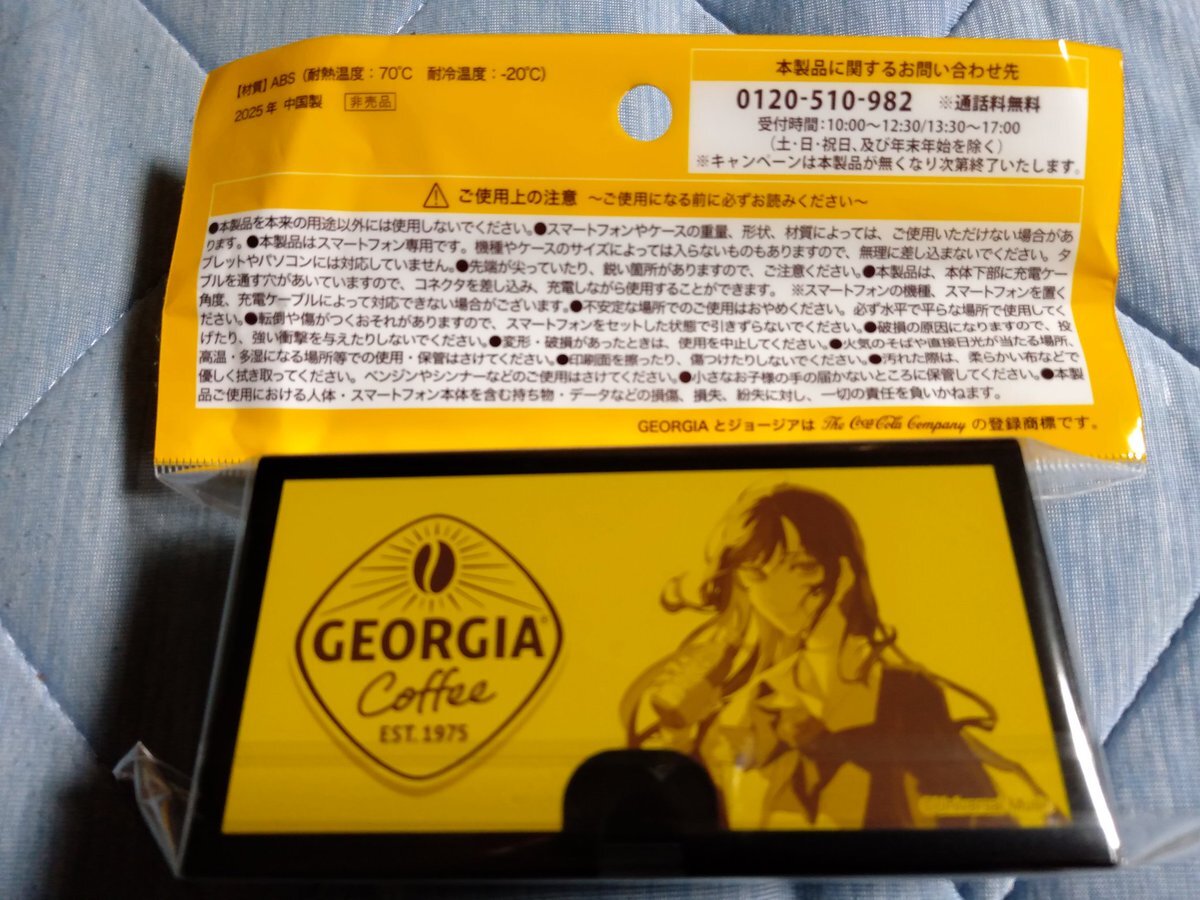 【材質】ABS（耐熱温度：70℃　耐冷温度：-20℃）
2025年 中国製　非売品
本製品に関するお問い合わせ先
0120-510-982　※通話料無料
受付時間：10:00～12:30/13:30～17:00
（土・日・祝日、及び年末年始を除く）
※キャンペーンは本製品が無くなり次第終了いたします。
ご使用上の注意　～ご使用になる前に必ずお読みください～
●本製品を本来の用途以外には使用しないでください。●スマートフォンやケースの重量、形状、材質によっては、ご使用いただけない場合があ
ります。●本製品はスマートフォン専用です。機種やケースのサイズによっては入らないものもありますので、無理に差し込まないでください。タ
ブレットやパソコンには対応していません。●先端が尖っていたり、鋭い箇所がありますので、ご注意ください。●本製品は、本体下部に充電ケー
ブルを通す穴があいていますので、コネクタを差し込み、充電しながら使用することができます。 ※スマートフォンの機種、スマートフォンを置く
角度、充電ケーブルによって対応できない場合がございます。●不安定な場所でのご使用はおやめください。必ず水平で平らな場所で使用してく
ださい。●転倒や傷がつくおそれがありますので、スマートフォンをセットした状態で引きずらないでください。●破損の原因になりますので、投
げたり、強い衝撃を与えたりしないでください。●変形・破損があったときは、使用を中止してください。●火気のそばや直接日光が当たる場所、
高温・多湿になる場所等での使用・保管はさけてください。●印刷面を擦ったり、傷つけたりしないでください。●汚れた際は、柔らかい布などで
優しく拭き取ってください。ベンジンやシンナーなどのご使用はさけてください。●小さなお子様の手の届かないところに保管してください。●本製
品ご使用における人体・スマートフォン本体を含む持ち物・データなどの損傷、損失、紛失に対し、一切の責任を負いかねます。
GEORGIAとジョージアは The Coca-Cola Company の登録商標です。
GEORGIA®
Coffee
EST. 1975
©Universal Music